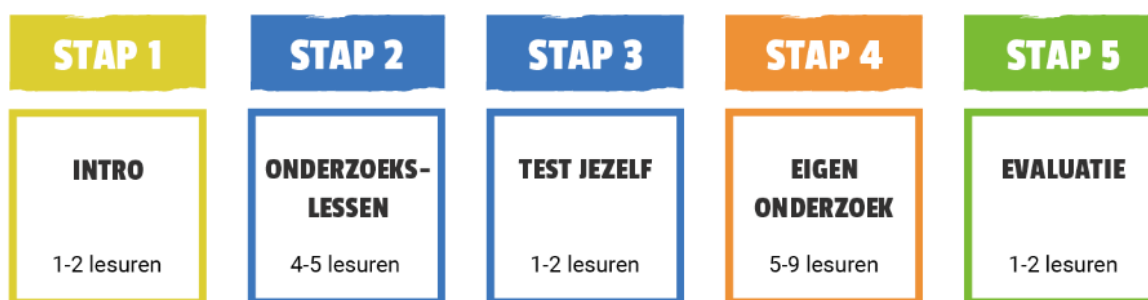 STAP 1
INTRO
1-2 lesuren
STAP 2
ONDERZOEKS-
LESSEN
4-5 lesuren
STAP 3
TEST JEZELF
1-2 lesuren
STAP 4
EIGEN
ONDERZOEK
5-9 lesuren
STAP 5
EVALUATIE
1-2 lesuren